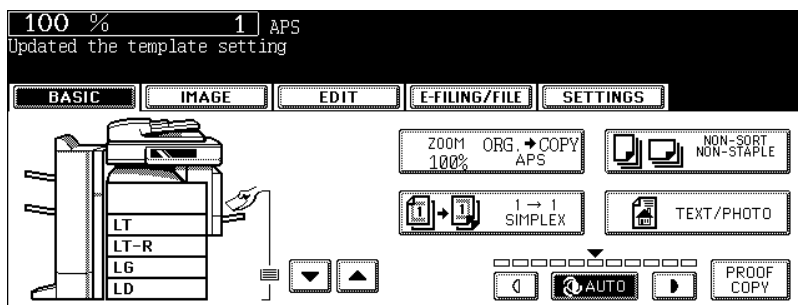 100 % 1 APS
Updated the template setting
BASIC IMAGE EDIT E-FILING/FILE SETTINGS
ZOOM ORG.➔COPY
100% APS
NON-SORT
NON-STAPLE
1 → 1
SIMPLEX
TEXT/PHOTO
LT
LT-R
LG
LD
AUTO
PROOF
COPY